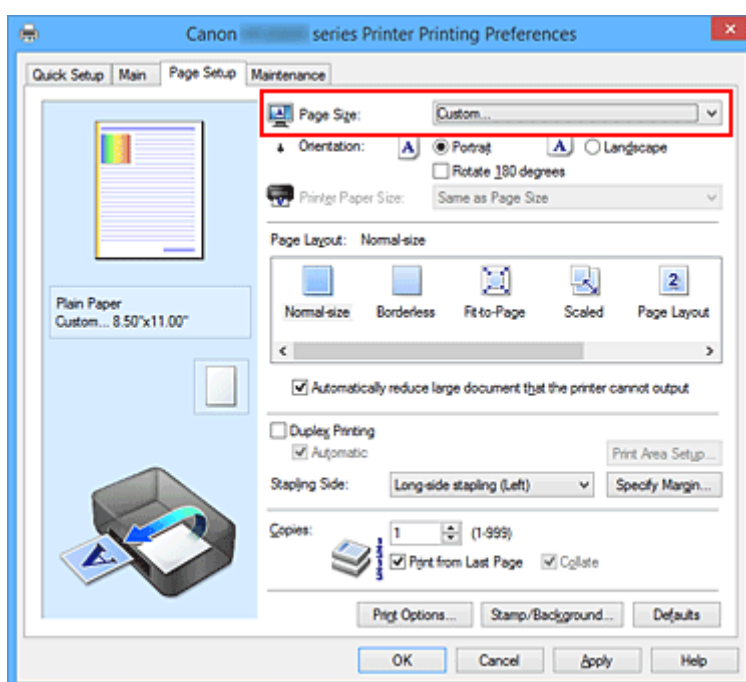 Canon series Printer Printing Preferences
Quick Setup Main Page Setup Maintenance
Page Size: Custom...
Orientation: A Portrait A Landscape
Rotate 180 degrees
Printer Paper Size: Same as Page Size
Page Layout: Normal-size
2
Normal-size Borderless Fit-to-Page Scaled Page Layout
Plain Paper
Custom... 8.50"x11.00"
Automatically reduce large document that the printer cannot output
Duplex Printing
Automatic
Print Area Setup...
Stapling Side: Long-side stapling (Left) Specify Margin...
Copies: 1 (1-999)
Print from Last Page Collate
A
Print Options... Stamp/Background... Defaults
OK Cancel Apply Help